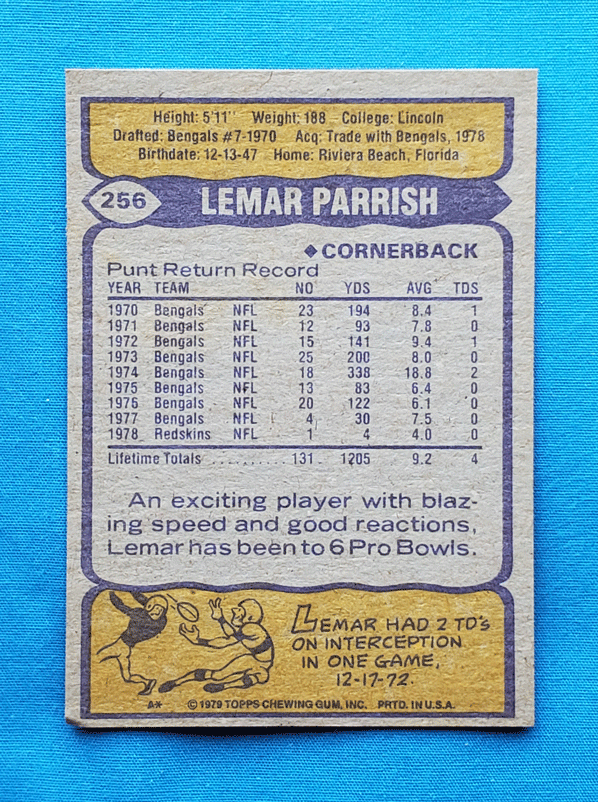 Height: 5'11" Weight: 188 College: Lincoln
Drafted: Bengals #7-1970 Acq: Trade with Bengals, 1978
Birthdate: 12-13-47 Home: Riviera Beach, Florida
256 LEMAR PARRISH
◆CORNERBACK
Punt Return Record
YEAR TEAM NO YDS AVG TDS
1970 Bengals NFL 23 194 8.4 1
1971 Bengals NFL 12 93 7.8 0
1972 Bengals NFL 15 141 9.4 1
1973 Bengals NFL 25 200 8.0 0
1974 Bengals NFL 18 338 18.8 2
1975 Bengals NFL 13 83 6.4 0
1976 Bengals NFL 20 122 6.1 0
1977 Bengals NFL 4 30 7.5 0
1978 Redskins NFL 1 4 4.0 0
Lifetime Totals .......... 131 1205 9.2 4
An exciting player with blaz-
ing speed and good reactions,
Lemar has been to 6 Pro Bowls.
LEMAR HAD 2 TD'S
ON INTERCEPTION
IN ONE GAME,
12-17-72.
A* © 1979 TOPPS CHEWING GUM, INC. PRTD. IN U.S.A.